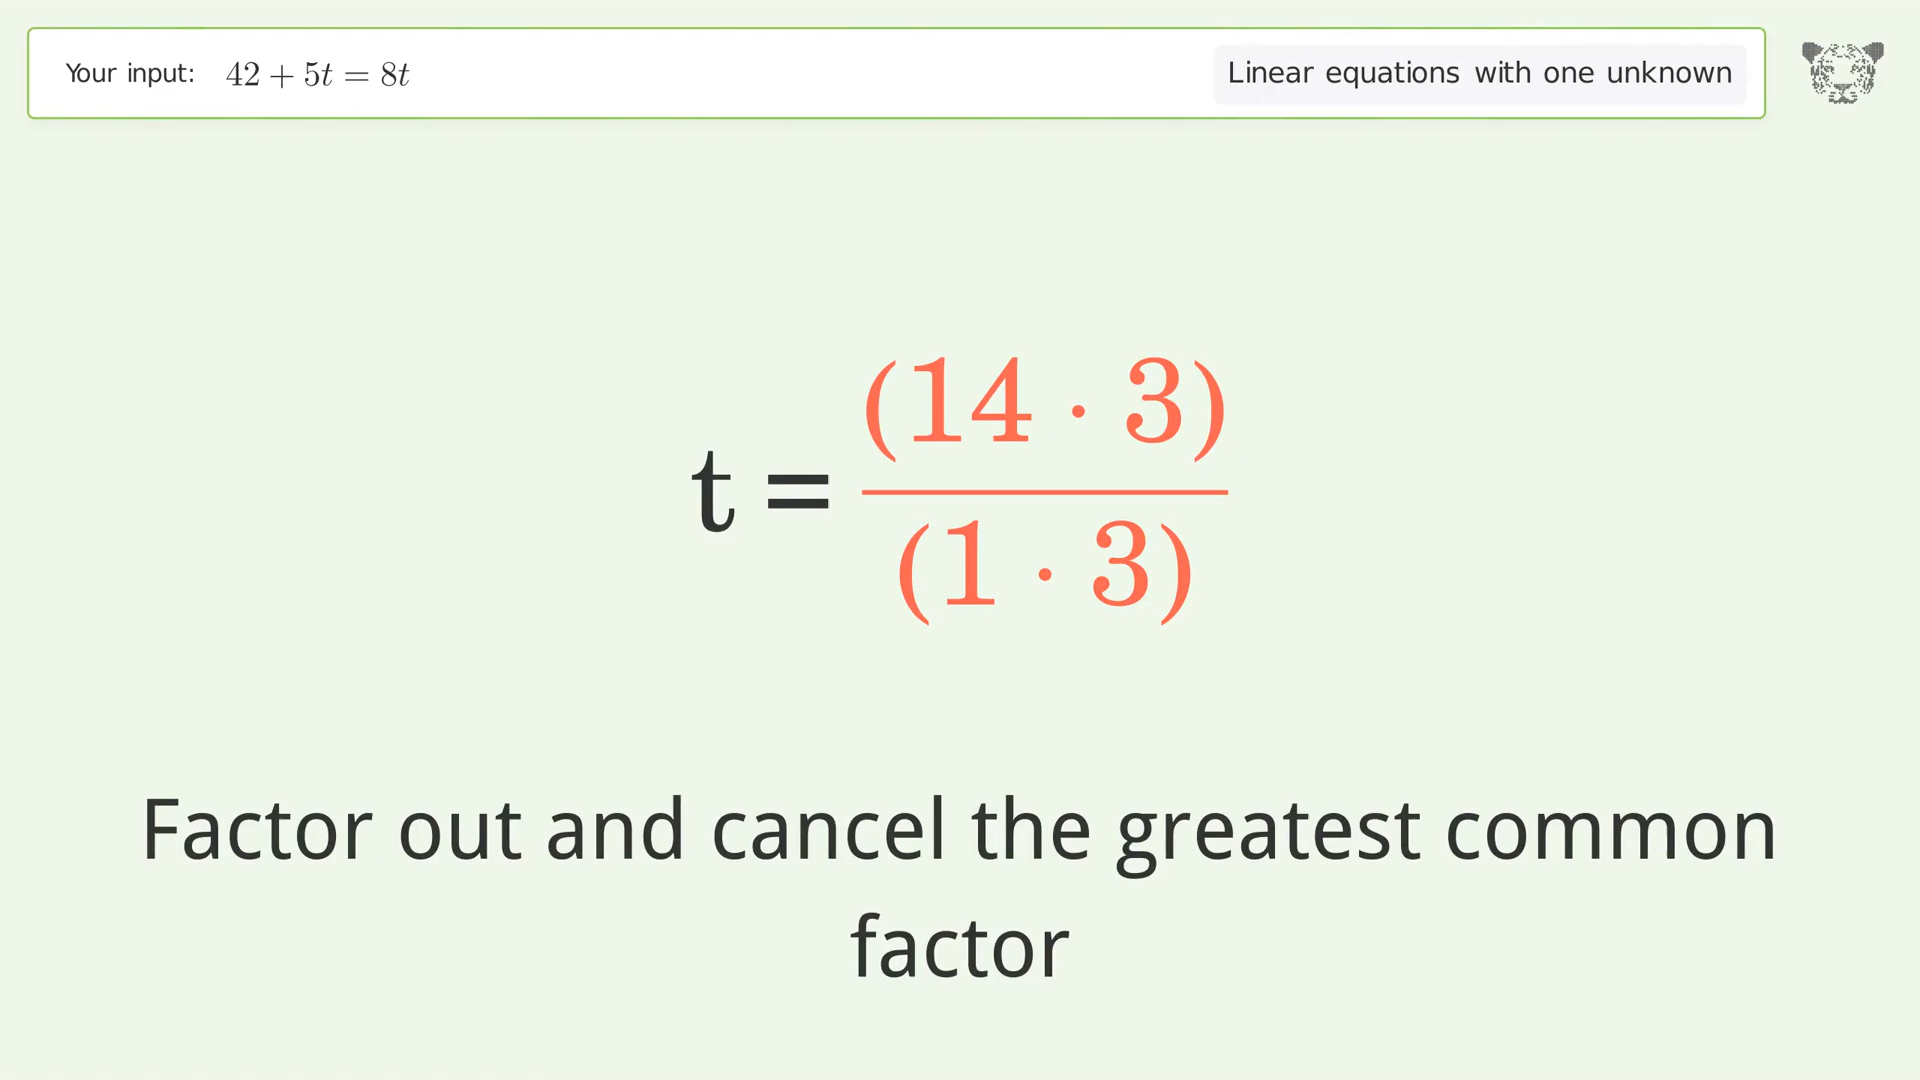 Your input: 42 + 5t = 8t
Linear equations with one unknown
t = (14 · 3) / (1 · 3)
Factor out and cancel the greatest common
factor